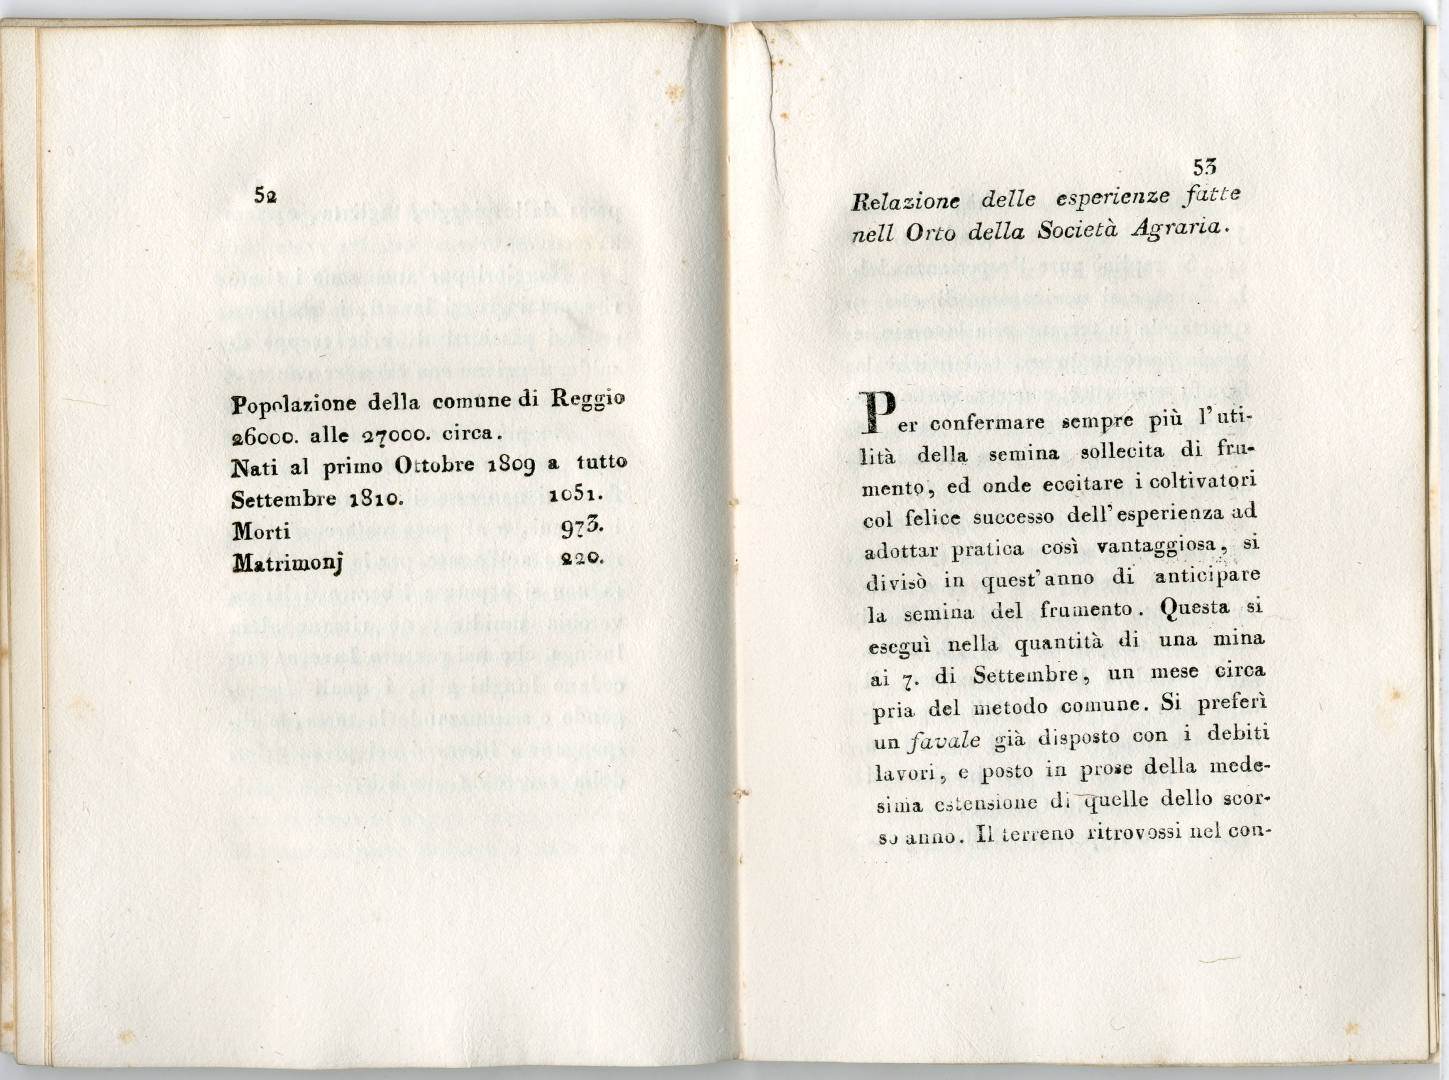 52
Popolazione della comune di Reggio
26000. alle 27000. circa.
Nati al primo Ottobre 1809 a tutto
Settembre 1810. 1051.
Morti 973.
Matrimonj 220.
53
Relazione delle esperienze fatte
nell Orto della Società Agraria.
Per confermare sempre più l'uti-
lità della semina sollecita di fru-
mento, ed onde eccitare i coltivatori
col felice successo dell'esperienza ad
adottar pratica così vantaggiosa, si
divisò in quest'anno di anticipare
la semina del frumento. Questa si
eseguì nella quantità di una mina
ai 7. di Settembre, un mese circa
pria del metodo comune. Si preferì
un favale già disposto con i debiti
lavori, e posto in prose della mede-
sima estensione di quelle dello scor-
so anno. Il terreno ritrovossi nel con-